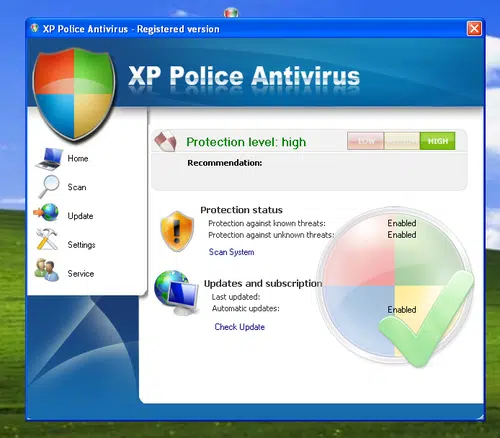 XP Police Antivirus - Registered version
XP Police Antivirus
Home
Scan
Update
Settings
Service
Protection level: high
LOW
HIGH
Recommendation:
Protection status
Protection against known threats: Enabled
Protection against unknown threats: Enabled
Scan System
Updates and subscription
Last updated:
Automatic updates: Enabled
Check Update